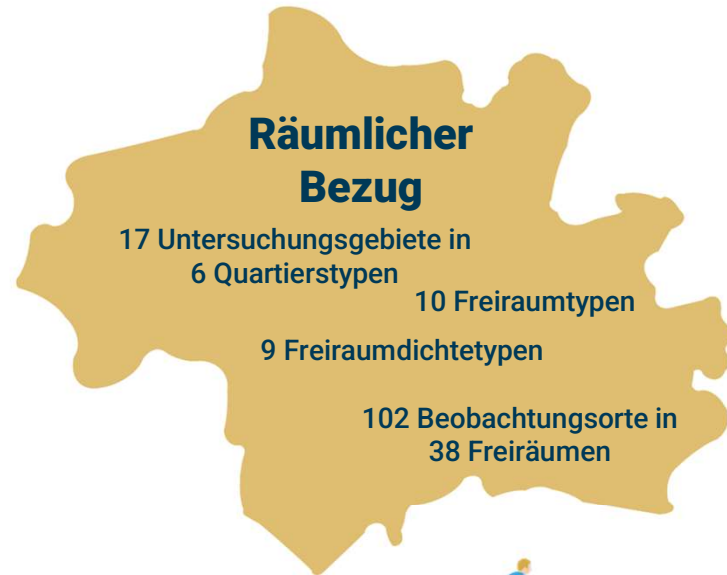 Räumlicher
Bezug
17 Untersuchungsgebiete in
6 Quartierstypen
10 Freiraumtypen
9 Freiraumdichtetypen
102 Beobachtungsorte in
38 Freiräumen